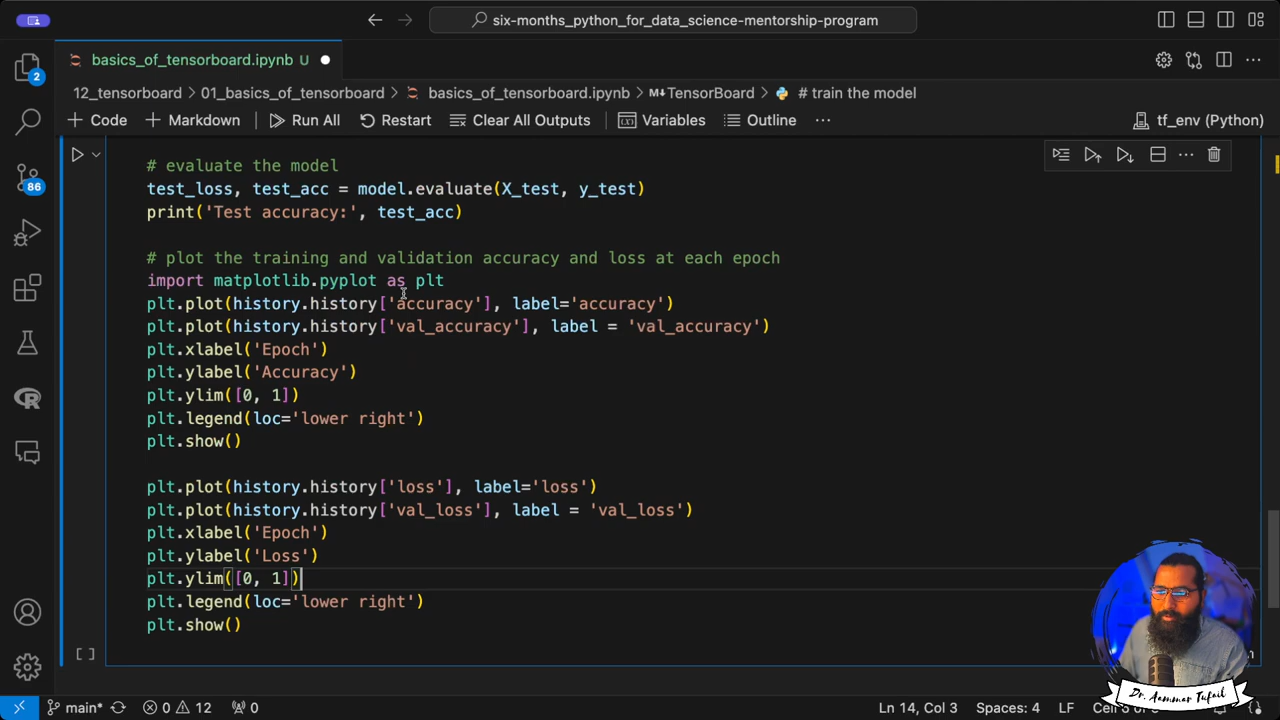 six-months_python_for_data_science-mentorship-program
basics_of_tensorboard.ipynb U
12_tensorboard > 01_basics_of_tensorboard > basics_of_tensorboard.ipynb > M↓TensorBoard > # train the model
+ Code + Markdown Run All Restart Clear All Outputs Variables Outline ... tf_env (Python)
2
86
# evaluate the model
test_loss, test_acc = model.evaluate(X_test, y_test)
print('Test accuracy:', test_acc)
# plot the training and validation accuracy and loss at each epoch
import matplotlib.pyplot as plt
plt.plot(history.history['accuracy'], label='accuracy')
plt.plot(history.history['val_accuracy'], label = 'val_accuracy')
plt.xlabel('Epoch')
plt.ylabel('Accuracy')
plt.ylim([0, 1])
plt.legend(loc='lower right')
plt.show()
plt.plot(history.history['loss'], label='loss')
plt.plot(history.history['val_loss'], label = 'val_loss')
plt.xlabel('Epoch')
plt.ylabel('Loss')
plt.ylim([0, 1])
plt.legend(loc='lower right')
plt.show()
[ ]
Dr. Aammar Tufail
main* 0 12 0 Ln 14, Col 3 Spaces: 4 LF